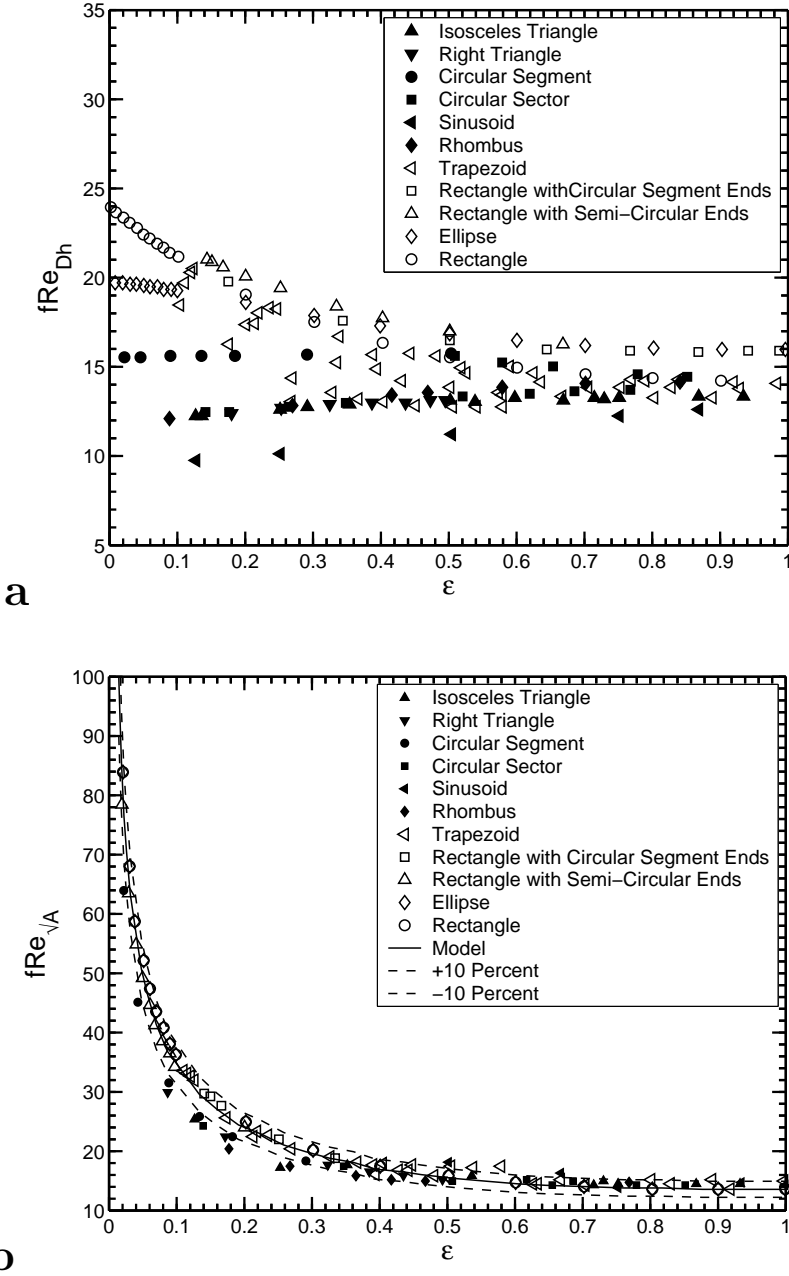 35
30
25
20
15
10
5
fRe_Dh
Isosceles Triangle
Right Triangle
Circular Segment
Circular Sector
Sinusoid
Rhombus
Trapezoid
Rectangle withCircular Segment Ends
Rectangle with Semi−Circular Ends
Ellipse
Rectangle
0 0.1 0.2 0.3 0.4 0.5 0.6 0.7 0.8 0.9 1
ε
a
100
90
80
70
60
50
40
30
20
10
fRe_√A
Isosceles Triangle
Right Triangle
Circular Segment
Circular Sector
Sinusoid
Rhombus
Trapezoid
Rectangle with Circular Segment Ends
Rectangle with Semi−Circular Ends
Ellipse
Rectangle
Model
+10 Percent
−10 Percent
0 0.1 0.2 0.3 0.4 0.5 0.6 0.7 0.8 0.9 1
ε
b